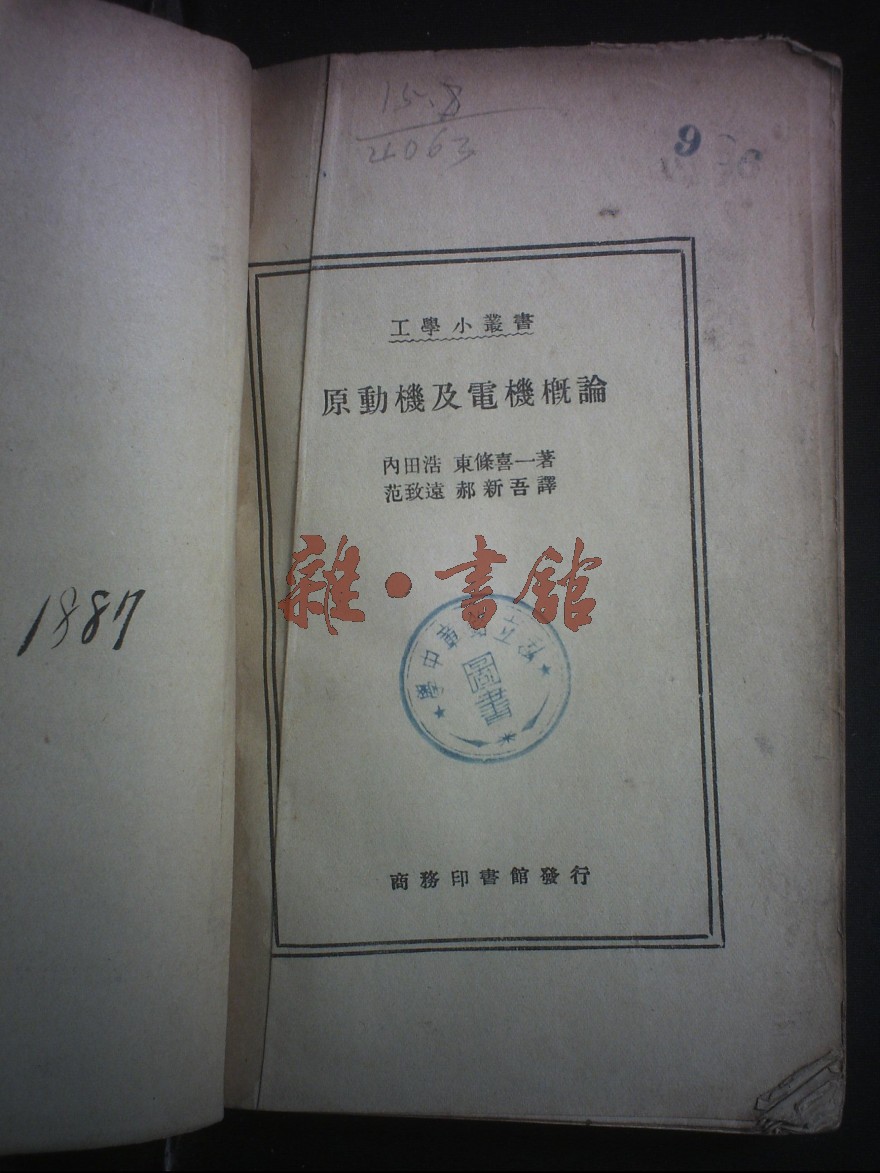 15.8
4063
9
工學小叢書
原動機及電機概論
內田浩 東條喜一著
范致遠 郝新吾譯
雜·書館
圖書
商務印書館發行
1887